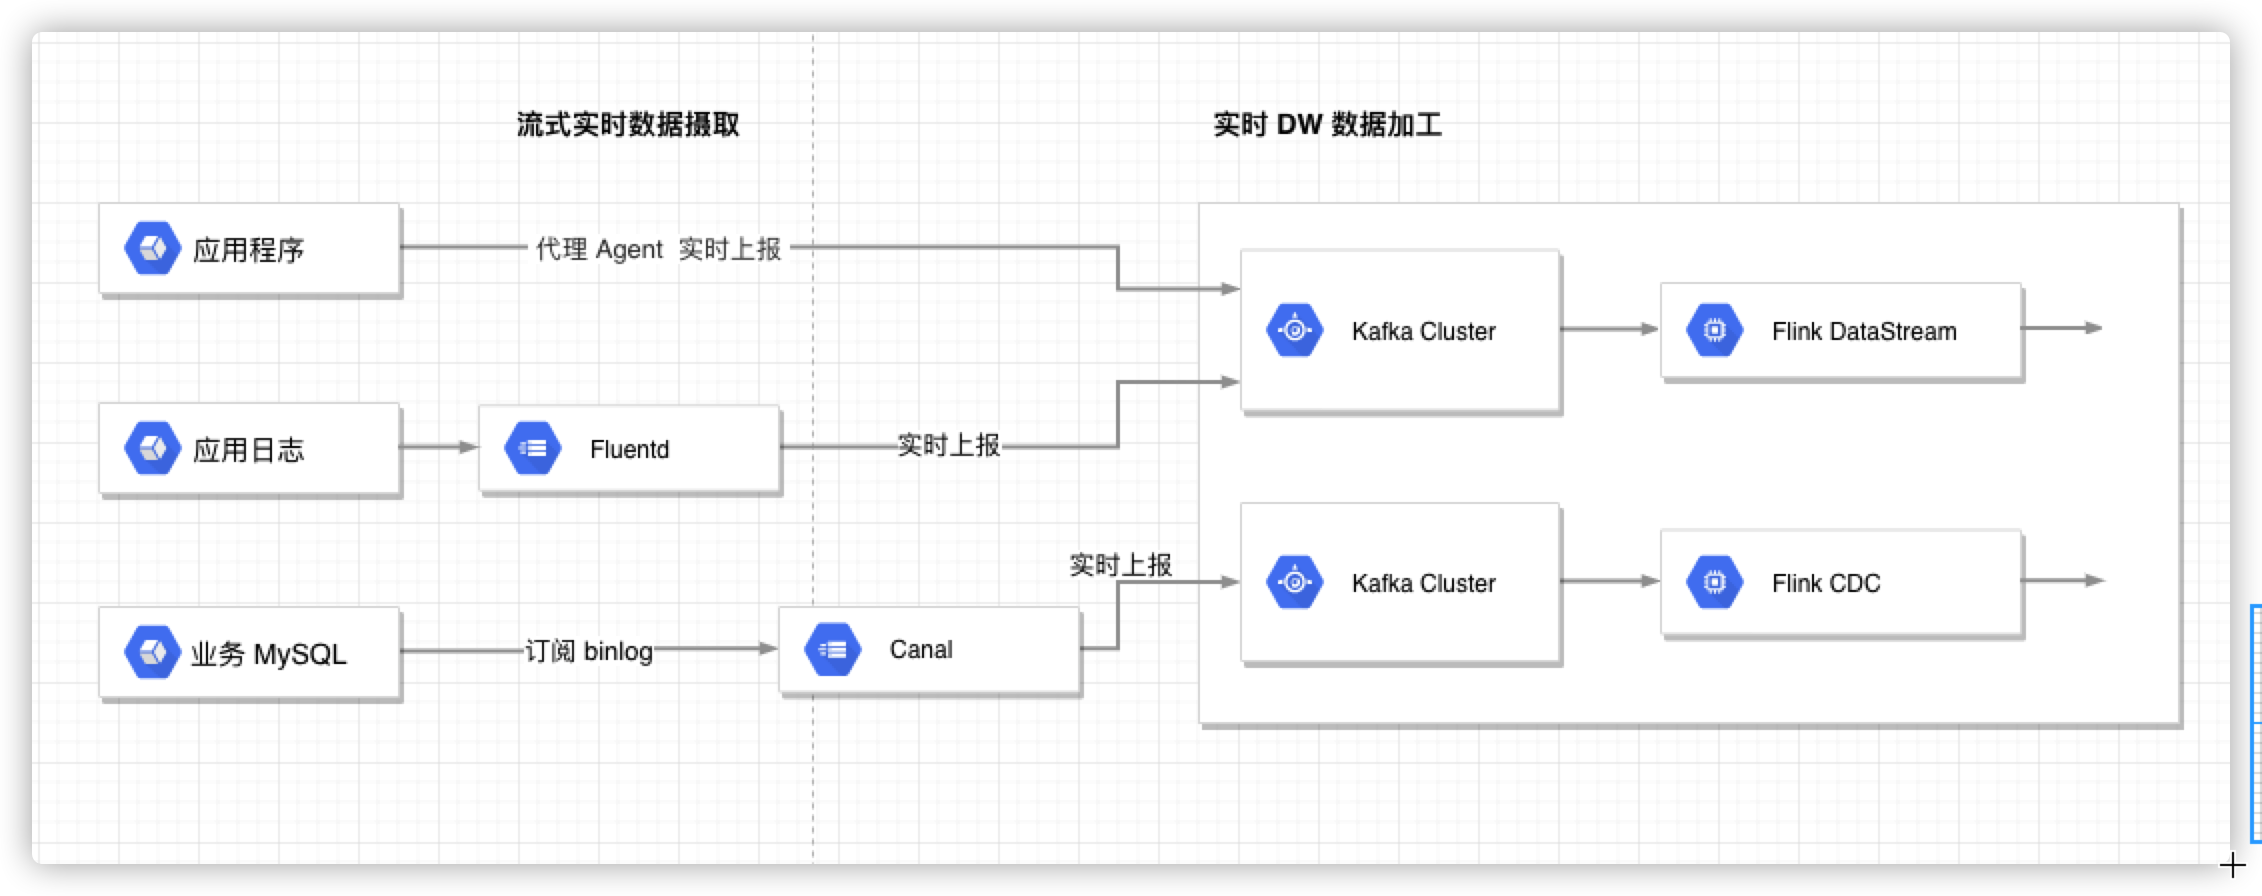 流式实时数据摄取
实时 DW 数据加工
应用程序
代理 Agent 实时上报
Kafka Cluster
Flink DataStream
应用日志
Fluentd
实时上报
实时上报
Kafka Cluster
Flink CDC
业务 MySQL
订阅 binlog
Canal